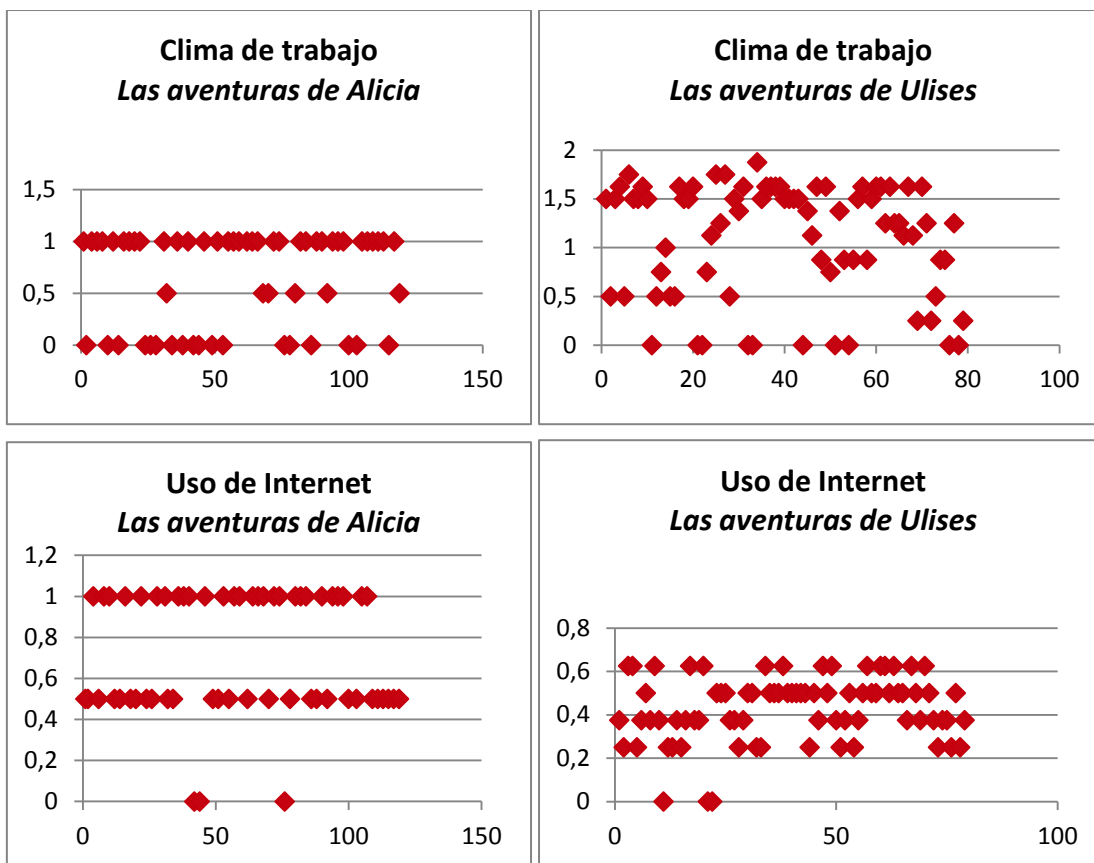 Clima de trabajo
Las aventuras de Alicia
1,5
1
0,5
0
0 50 100 150
Clima de trabajo
Las aventuras de Ulises
2
1,5
1
0,5
0
0 20 40 60 80 100
Uso de Internet
Las aventuras de Alicia
1,2
1
0,8
0,6
0,4
0,2
0
0 50 100 150
Uso de Internet
Las aventuras de Ulises
0,8
0,6
0,4
0,2
0
0 50 100